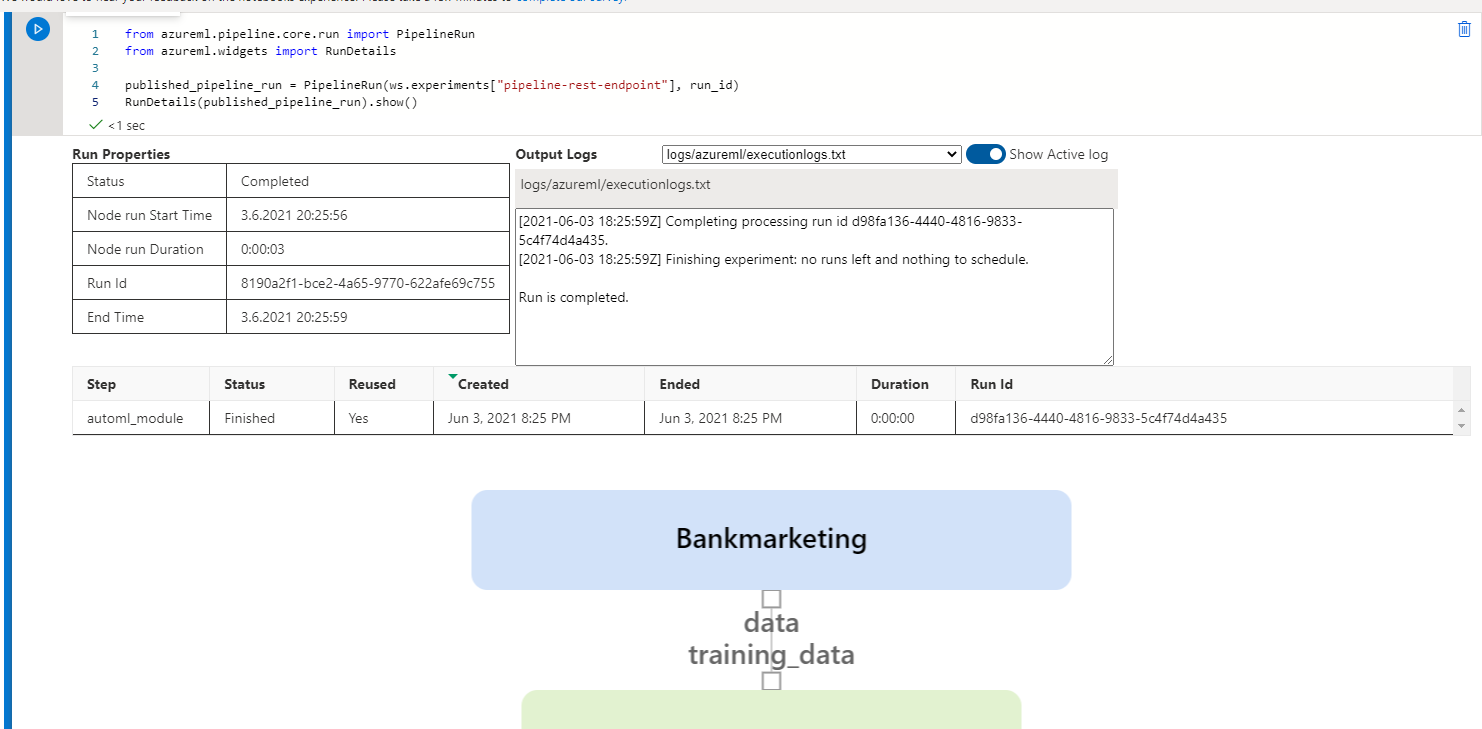 complete our survey.
1 from azureml.pipeline.core.run import PipelineRun
2 from azureml.widgets import RunDetails
3
4 published_pipeline_run = PipelineRun(ws.experiments["pipeline-rest-endpoint"], run_id)
5 RunDetails(published_pipeline_run).show()
<1 sec
Run Properties
Status Completed
Node run Start Time 3.6.2021 20:25:56
Node run Duration 0:00:03
Run Id 8190a2f1-bce2-4a65-9770-622afe69c755
End Time 3.6.2021 20:25:59
Output Logs logs/azureml/executionlogs.txt Show Active log
logs/azureml/executionlogs.txt
[2021-06-03 18:25:59Z] Completing processing run id d98fa136-4440-4816-9833-
5c4f74d4a435.
[2021-06-03 18:25:59Z] Finishing experiment: no runs left and nothing to schedule.
Run is completed.
Step Status Reused Created Ended Duration Run Id
automl_module Finished Yes Jun 3, 2021 8:25 PM Jun 3, 2021 8:25 PM 0:00:00 d98fa136-4440-4816-9833-5c4f74d4a435
Bankmarketing
data
training_data